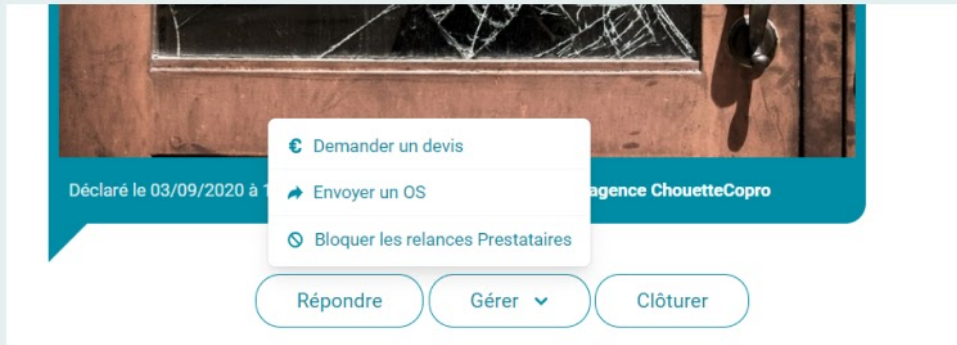 € Demander un devis
Envoyer un OS
Déclaré le 03/09/2020 à agence ChouetteCopro
Bloquer les relances Prestataires
Répondre Gérer Clôturer